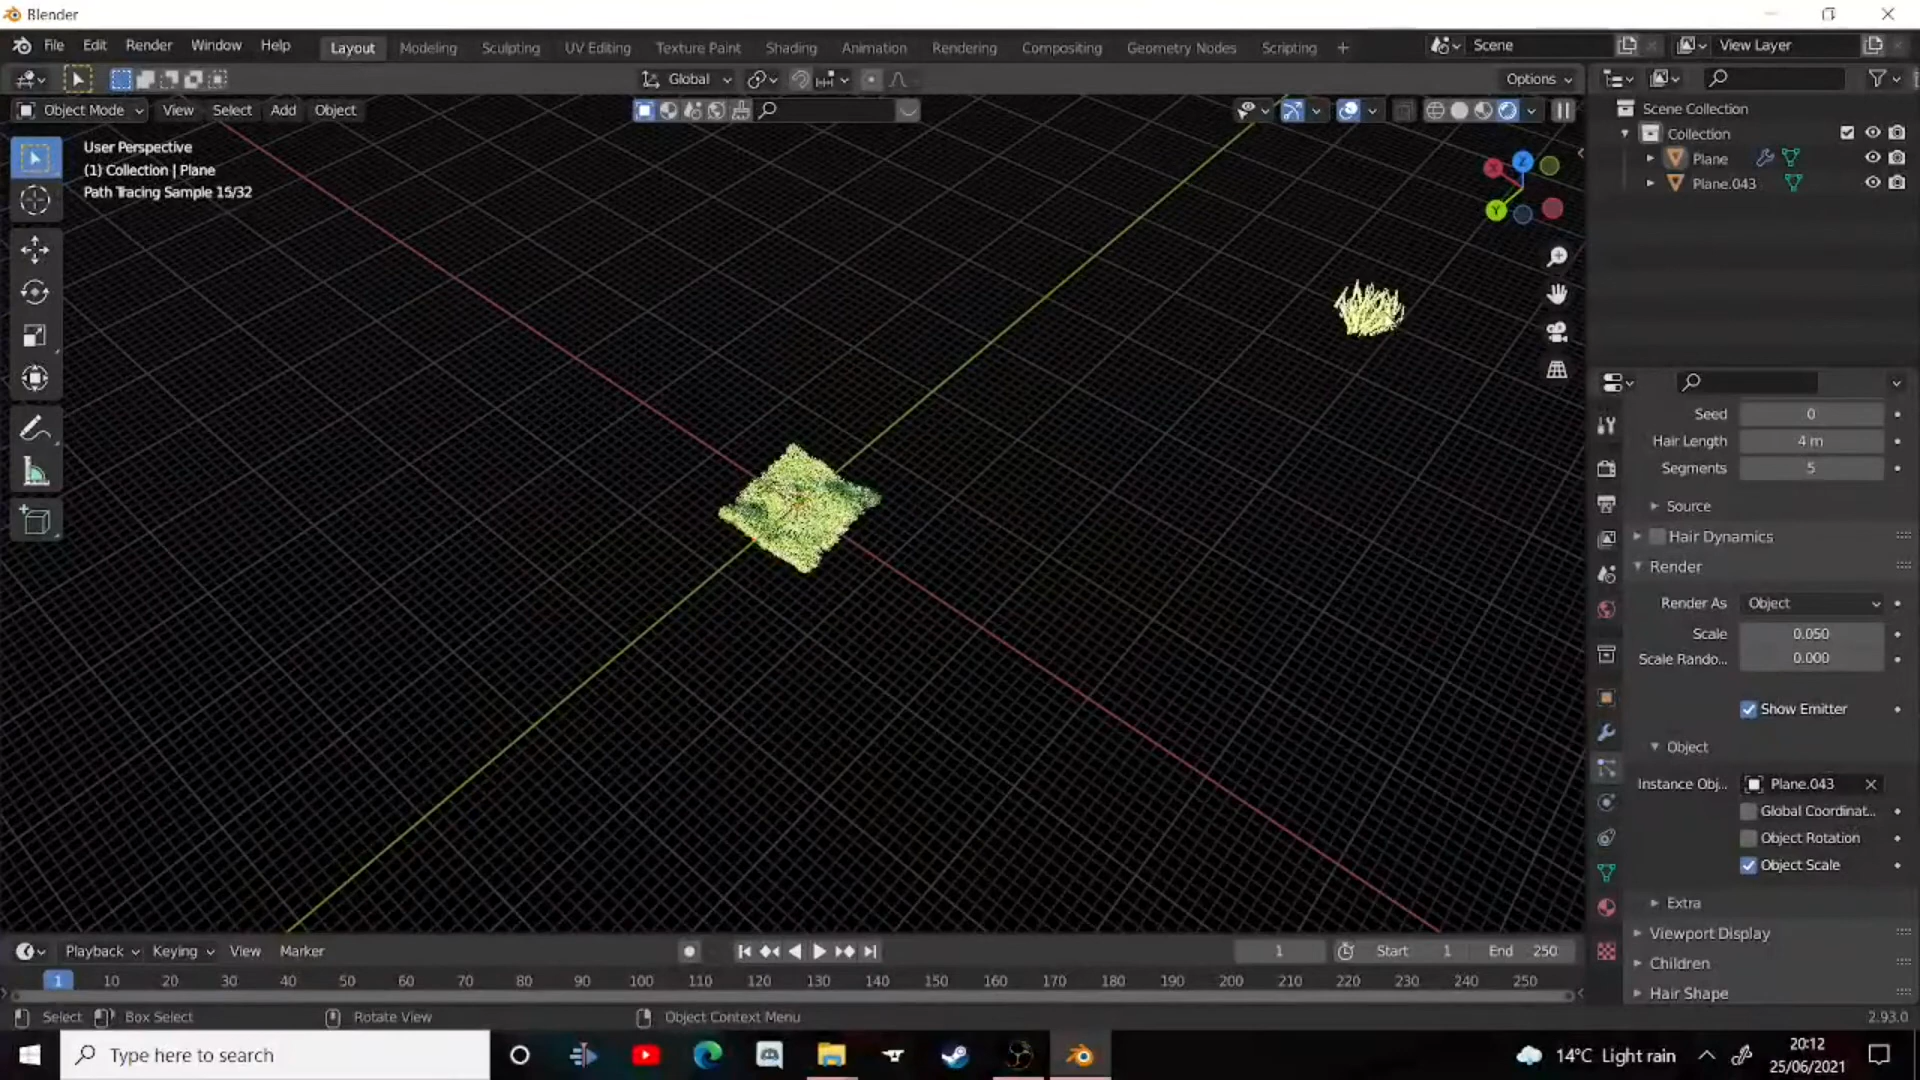 Blender
File Edit Render Window Help Layout Modeling Sculpting UV Editing Texture Paint Shading Animation Rendering Compositing Geometry Nodes Scripting + Scene View Layer
Global Options
Object Mode View Select Add Object
User Perspective
(1) Collection | Plane
Path Tracing Sample 15/32
X Z Y
Scene Collection
Collection
Plane
Plane.043
Seed 0
Hair Length 4 m
Segments 5
Source
Hair Dynamics
Render
Render As Object
Scale 0.050
Scale Rando... 0.000
Show Emitter
Object
Instance Obj... Plane.043
Global Coordinat...
Object Rotation
Object Scale
Extra
Viewport Display
Children
Hair Shape
Playback Keying View Marker 1 Start 1 End 250
1 10 20 30 40 50 60 70 80 90 100 110 120 130 140 150 160 170 180 190 200 210 220 230 240 250
Select Box Select Rotate View Object Context Menu 2.93.0
Type here to search 14°C Light rain 20:12
25/06/2021